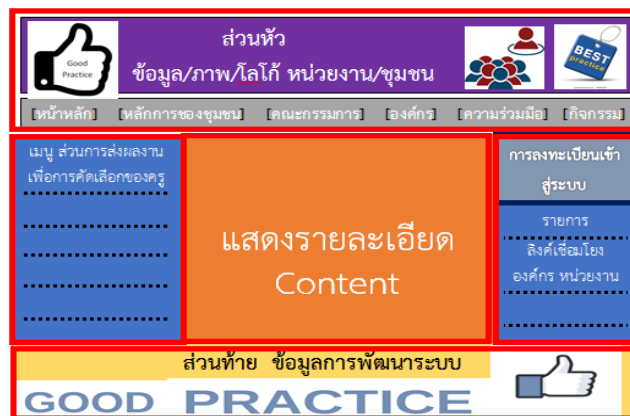 Good
Practice
ส่วนหัว
ข้อมูล/ภาพ/โลโก้ หน่วยงาน/ชุมชน
BEST
practice
[หน้าหลัก] [หลักการของชุมชน] [คณะกรรมการ] [องค์กร] [ความร่วมมือ] [กิจกรรม]
เมนู ส่วนการส่งผลงาน
เพื่อการคัดเลือกของครู
แสดงรายละเอียด
Content
การลงทะเบียนเข้า
สู่ระบบ
รายการ
ลิงค์เชื่อมโยง
องค์กร หน่วยงาน
ส่วนท้าย ข้อมูลการพัฒนาระบบ
GOOD PRACTICE